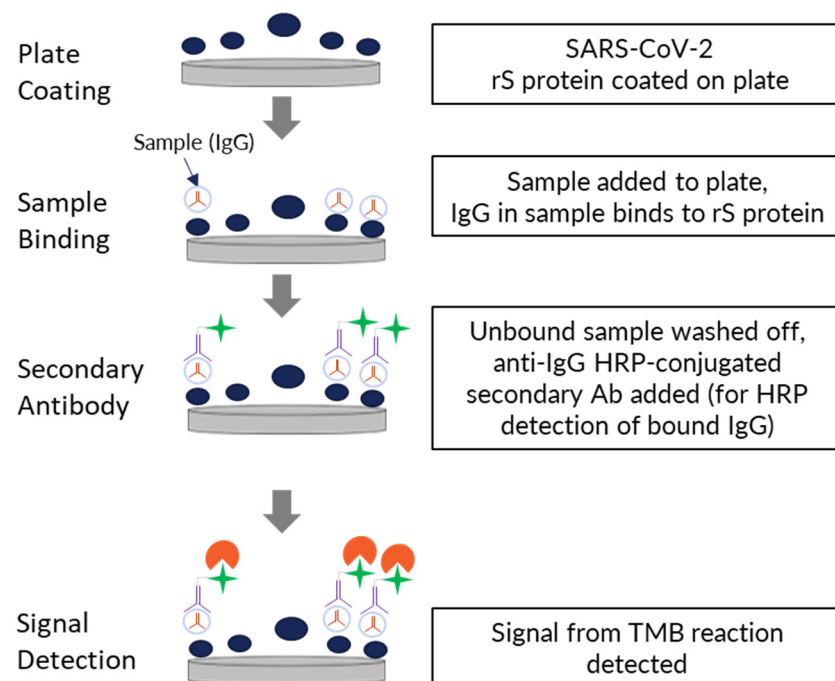 Plate
Coating
SARS-CoV-2
rS protein coated on plate
Sample (IgG)
Sample
Binding
Sample added to plate,
IgG in sample binds to rS protein
Secondary
Antibody
Unbound sample washed off,
anti-IgG HRP-conjugated
secondary Ab added (for HRP
detection of bound IgG)
Signal
Detection
Signal from TMB reaction
detected